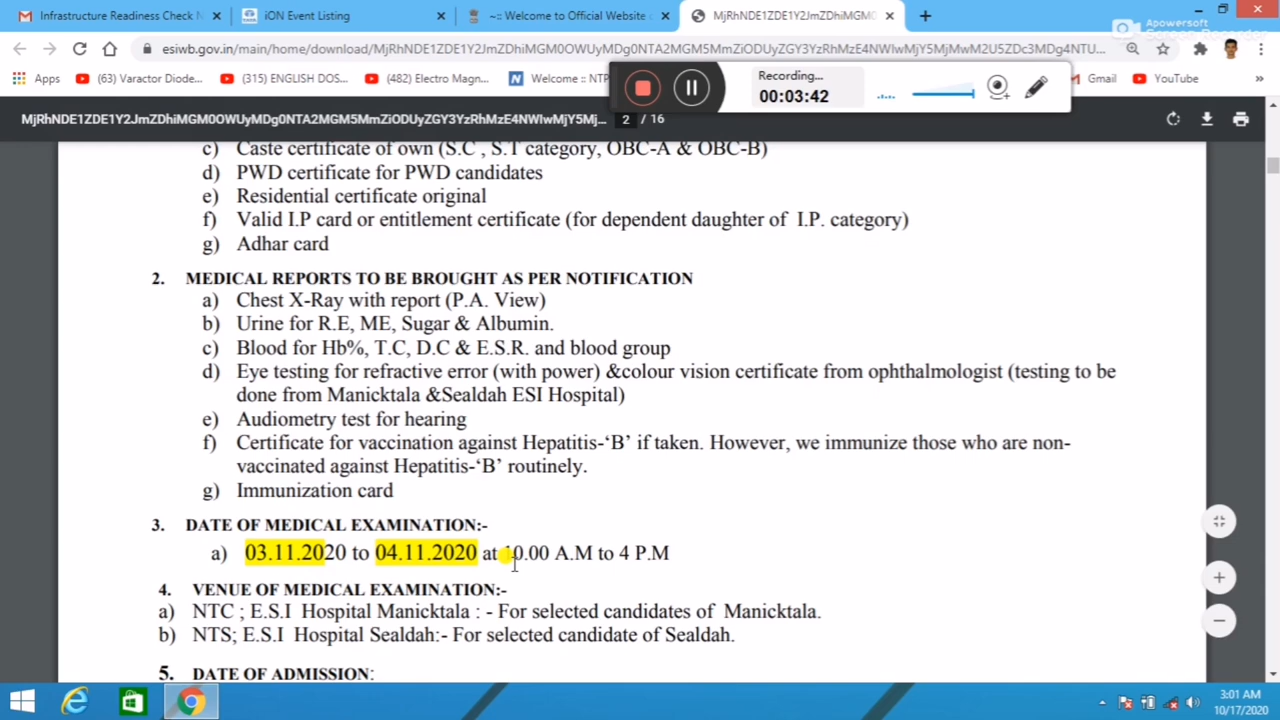 Infrastructure Readiness Check N
iON Event Listing
~:: Welcome to Official Website o
MjRhNDE1ZDE1Y2JmZDhiMGM0
Apowersoft
Screen Recorder
esiwb.gov.in/main/home/download/MjRhNDE1ZDE1Y2JmZDhiMGM0OWUyMDg0NTA2MGM5MmZiODUyZGY3YzRhMzE4NWIwMjY5MjMwM2U5ZDc3MDg4NTU...
Apps
(63) Varactor Diode...
(315) ENGLISH DOS...
(482) Electro Magn...
Welcome :: NTP
Gmail
YouTube
Recording...
00:03:42
MjRhNDE1ZDE1Y2JmZDhiMGM0OWUyMDg0NTA2MGM5MmZiODUyZGY3YzRhMzE4NWIwMjY5Mj...
2 / 16
c) Caste certificate of own (S.C , S.T category, OBC-A & OBC-B)
d) PWD certificate for PWD candidates
e) Residential certificate original
f) Valid I.P card or entitlement certificate (for dependent daughter of I.P. category)
g) Adhar card
2. MEDICAL REPORTS TO BE BROUGHT AS PER NOTIFICATION
a) Chest X-Ray with report (P.A. View)
b) Urine for R.E, ME, Sugar & Albumin.
c) Blood for Hb%, T.C, D.C & E.S.R. and blood group
d) Eye testing for refractive error (with power) &colour vision certificate from ophthalmologist (testing to be
done from Manicktala &Sealdah ESI Hospital)
e) Audiometry test for hearing
f) Certificate for vaccination against Hepatitis-‘B’ if taken. However, we immunize those who are non-
vaccinated against Hepatitis-‘B’ routinely.
g) Immunization card
3. DATE OF MEDICAL EXAMINATION:-
a) 03.11.2020 to 04.11.2020 at 10.00 A.M to 4 P.M
4. VENUE OF MEDICAL EXAMINATION:-
a) NTC ; E.S.I Hospital Manicktala : - For selected candidates of Manicktala.
b) NTS; E.S.I Hospital Sealdah:- For selected candidate of Sealdah.
5. DATE OF ADMISSION:
3:01 AM
10/17/2020